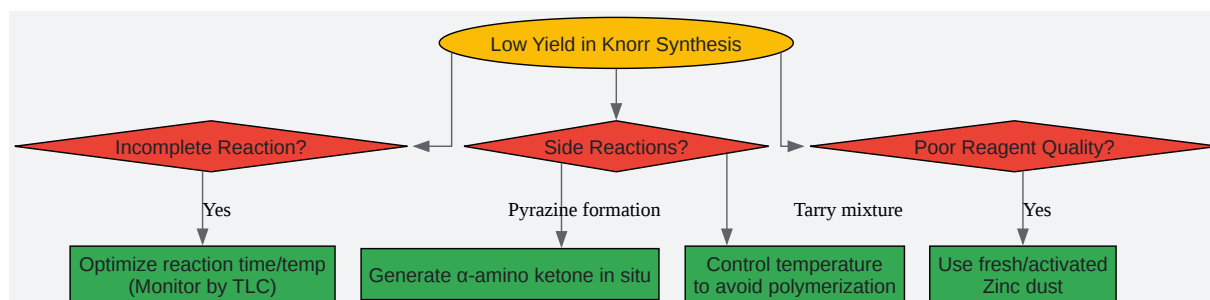 Low Yield in Knorr Synthesis
Incomplete Reaction?
Side Reactions?
Poor Reagent Quality?
Yes
Pyrazine formation
Tarry mixture
Yes
Optimize reaction time/temp
(Monitor by TLC)
Generate α-amino ketone in situ
Control temperature
to avoid polymerization
Use fresh/activated
Zinc dust